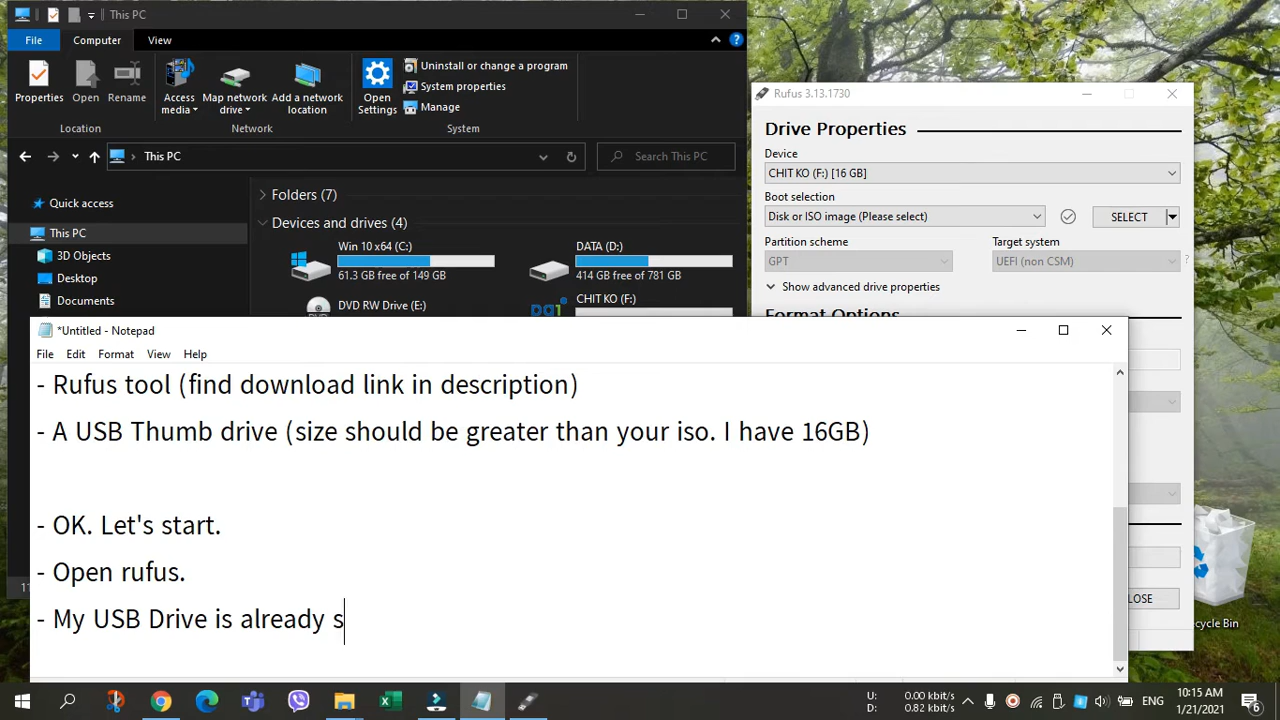 This PC
File Computer View
Properties Open Rename Access media Map network drive Add a network location Open Settings Uninstall or change a program
System properties
Manage
Location Network System
This PC Search This PC
Quick access
This PC
3D Objects
Desktop
Documents
Folders (7)
Devices and drives (4)
Win 10 x64 (C:)
61.3 GB free of 149 GB
DATA (D:)
414 GB free of 781 GB
DVD RW Drive (E:)
CHIT KO (F:)
Rufus 3.13.1730
Drive Properties
Device
CHIT KO (F:) [16 GB]
Boot selection
Disk or ISO image (Please select) SELECT
Partition scheme Target system
GPT UEFI (non CSM) ?
Show advanced drive properties
Format Options
*Untitled - Notepad
File Edit Format View Help
- Rufus tool (find download link in description)
- A USB Thumb drive (size should be greater than your iso. I have 16GB)
- OK. Let's start.
- Open rufus.
- My USB Drive is already s
LOSE
ecycle Bin
U: 0.00 kbit/s
D: 0.82 kbit/s
ENG
10:15 AM
1/21/2021
6